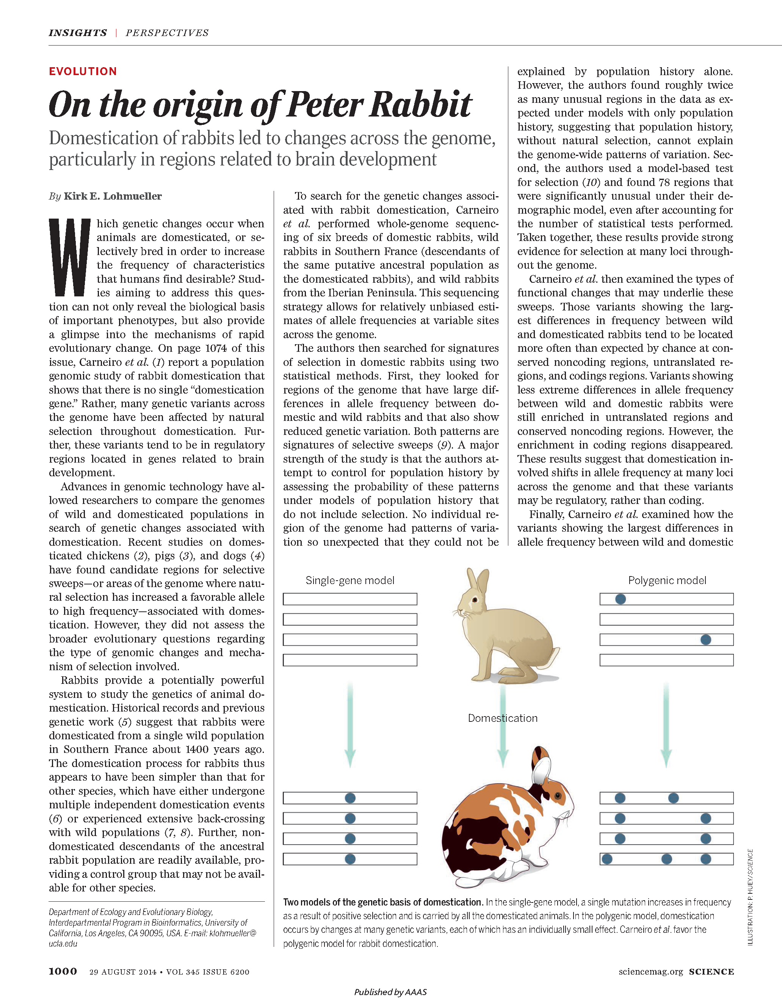 INSIGHTS | PERSPECTIVES
EVOLUTION
On the origin of Peter Rabbit
Domestication of rabbits led to changes across the genome,
particularly in regions related to brain development
By Kirk E. Lohmueller
Which genetic changes occur when
animals are domesticated, or se-
lectively bred in order to increase
the frequency of characteristics
that humans find desirable? Stud-
ies aiming to address this ques-
tion can not only reveal the biological basis
of important phenotypes, but also provide
a glimpse into the mechanisms of rapid
evolutionary change. On page 1074 of this
issue, Carneiro et al. (1) report a population
genomic study of rabbit domestication that
shows that there is no single “domestication
gene.” Rather, many genetic variants across
the genome have been affected by natural
selection throughout domestication. Fur-
ther, these variants tend to be in regulatory
regions located in genes related to brain
development.
Advances in genomic technology have al-
lowed researchers to compare the genomes
of wild and domesticated populations in
search of genetic changes associated with
domestication. Recent studies on domes-
ticated chickens (2), pigs (3), and dogs (4)
have found candidate regions for selective
sweeps—or areas of the genome where natu-
ral selection has increased a favorable allele
to high frequency—associated with domes-
tication. However, they did not assess the
broader evolutionary questions regarding
the type of genomic changes and mecha-
nism of selection involved.
Rabbits provide a potentially powerful
system to study the genetics of animal do-
mestication. Historical records and previous
genetic work (5) suggest that rabbits were
domesticated from a single wild population
in Southern France about 1400 years ago.
The domestication process for rabbits thus
appears to have been simpler than that for
other species, which have either undergone
multiple independent domestication events
(6) or experienced extensive back-crossing
with wild populations (7, 8). Further, non-
domesticated descendants of the ancestral
rabbit population are readily available, pro-
viding a control group that may not be avail-
able for other species.
Department of Ecology and Evolutionary Biology,
Interdepartmental Program in Bioinformatics, University of
California, Los Angeles, CA 90095, USA. E-mail: klohmueller@
ucla.edu
To search for the genetic changes associ-
ated with rabbit domestication, Carneiro
et al. performed whole-genome sequenc-
ing of six breeds of domestic rabbits, wild
rabbits in Southern France (descendants of
the same putative ancestral population as
the domesticated rabbits), and wild rabbits
from the Iberian Peninsula. This sequencing
strategy allows for relatively unbiased esti-
mates of allele frequencies at variable sites
across the genome.
The authors then searched for signatures
of selection in domestic rabbits using two
statistical methods. First, they looked for
regions of the genome that have large dif-
ferences in allele frequency between do-
mestic and wild rabbits and that also show
reduced genetic variation. Both patterns are
signatures of selective sweeps (9). A major
strength of the study is that the authors at-
tempt to control for population history by
assessing the probability of these patterns
under models of population history that
do not include selection. No individual re-
gion of the genome had patterns of varia-
tion so unexpected that they could not be
explained by population history alone.
However, the authors found roughly twice
as many unusual regions in the data as ex-
pected under models with only population
history, suggesting that population history,
without natural selection, cannot explain
the genome-wide patterns of variation. Sec-
ond, the authors used a model-based test
for selection (10) and found 78 regions that
were significantly unusual under their de-
mographic model, even after accounting for
the number of statistical tests performed.
Taken together, these results provide strong
evidence for selection at many loci through-
out the genome.
Carneiro et al. then examined the types of
functional changes that may underlie these
sweeps. Those variants showing the larg-
est differences in frequency between wild
and domesticated rabbits tend to be located
more often than expected by chance at con-
served noncoding regions, untranslated re-
gions, and codings regions. Variants showing
less extreme differences in allele frequency
between wild and domestic rabbits were
still enriched in untranslated regions and
conserved noncoding regions. However, the
enrichment in coding regions disappeared.
These results suggest that domestication in-
volved shifts in allele frequency at many loci
across the genome and that these variants
may be regulatory, rather than coding.
Finally, Carneiro et al. examined how the
variants showing the largest differences in
allele frequency between wild and domestic
Single-gene model
Polygenic model
Domestication
Two models of the genetic basis of domestication. In the single-gene model, a single mutation increases in frequency
as a result of positive selection and is carried by all the domesticated animals. In the polygenic model, domestication
occurs by changes at many genetic variants, each of which has an individually small effect. Carneiro et al. favor the
polygenic model for rabbit domestication.
ILLUSTRATION: P. HUEY/SCIENCE
1000 29 AUGUST 2014 • VOL 345 ISSUE 6200
sciencemag.org SCIENCE
Published by AAAS